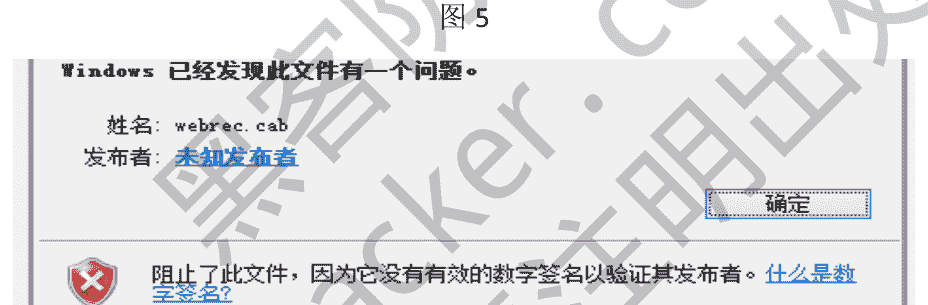 图 5
Windows 已经发现此文件有一个问题。
姓名: webrec.cab
发布者: 未知发布者
确定
阻止了此文件，因为它没有有效的数字签名以验证其发布者。什么是数
字签名?